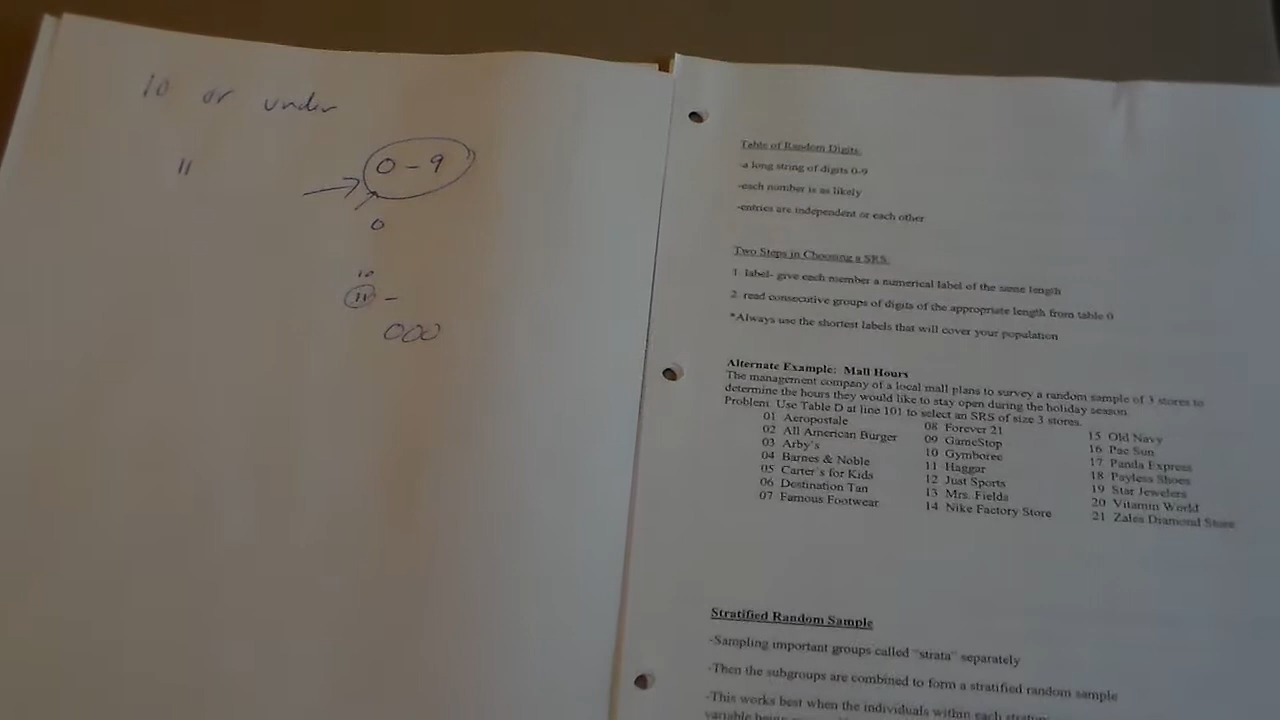 10 or under
11
0-9
0
10
11 -
000
Table of Random Digits:
-a long string of digits 0-9
-each number is as likely
-entries are independent or each other
Two Steps in Choosing a SRS:
1. label- give each member a numerical label of the same length
2. read consecutive groups of digits of the appropriate length from table 0
*Always use the shortest labels that will cover your population
Alternate Example: Mall Hours
The management company of a local mall plans to survey a random sample of 3 stores to
determine the hours they would like to stay open during the holiday season.
Problem: Use Table D at line 101 to select an SRS of size 3 stores.
01 Aeropostale
02 All American Burger
03 Arby's
04 Barnes & Noble
05 Carter's for Kids
06 Destination Tan
07 Famous Footwear
08 Forever 21
09 GameStop
10 Gymboree
11 Haggar
12 Just Sports
13 Mrs. Fields
14 Nike Factory Store
15 Old Navy
16 Pac Sun
17 Panda Express
18 Payless Shoes
19 Star Jewelers
20 Vitamin World
21 Zales Diamond Store
Stratified Random Sample
-Sampling important groups called "strata" separately
-Then the subgroups are combined to form a stratified random sample
-This works best when the individuals within each stratum
variable being